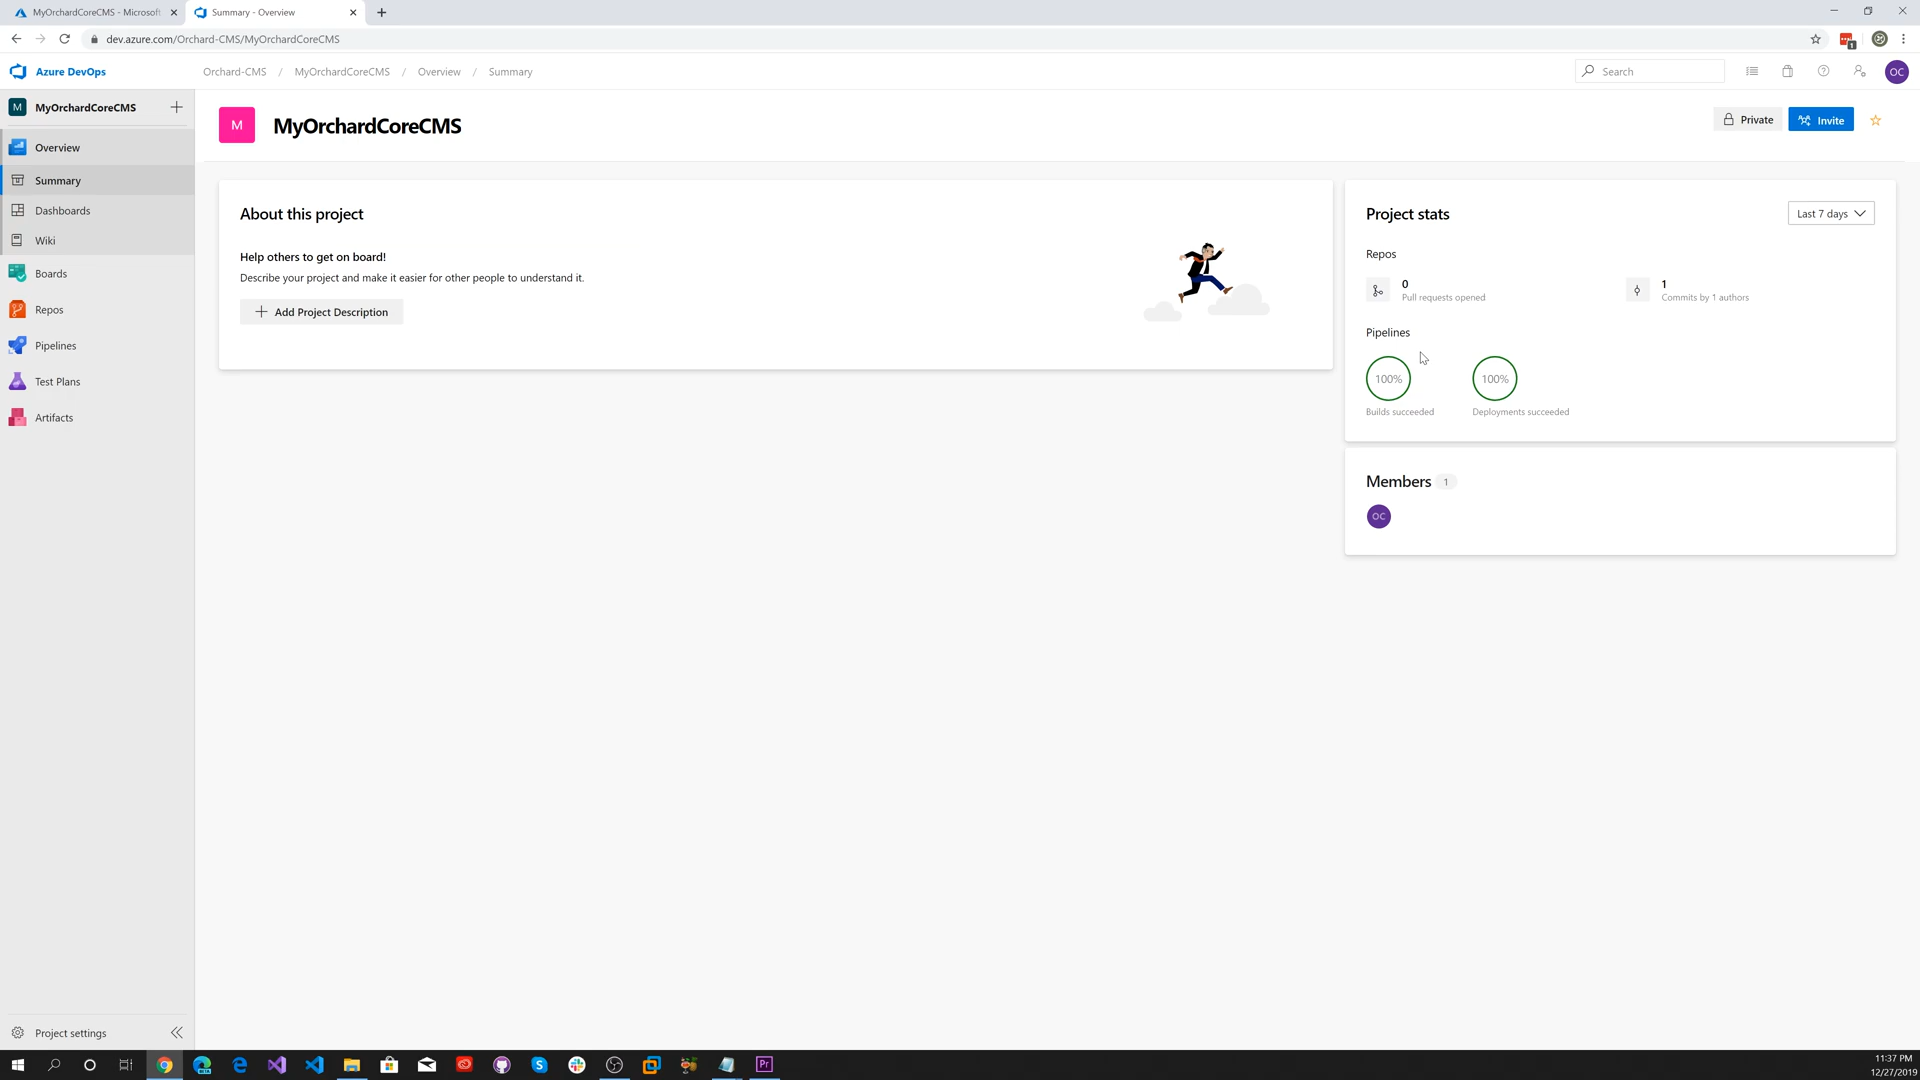 MyOrchardCoreCMS - Microsoft
Summary - Overview
dev.azure.com/Orchard-CMS/MyOrchardCoreCMS
1
Azure DevOps
Orchard-CMS / MyOrchardCoreCMS / Overview / Summary
Search
OC
M MyOrchardCoreCMS
Overview
Summary
Dashboards
Wiki
Boards
Repos
Pipelines
Test Plans
Artifacts
Project settings
M
MyOrchardCoreCMS
Private
Invite
About this project
Help others to get on board!
Describe your project and make it easier for other people to understand it.
Add Project Description
Project stats
Last 7 days
Repos
0
Pull requests opened
1
Commits by 1 authors
Pipelines
100%
Builds succeeded
100%
Deployments succeeded
Members 1
OC
BETA
S
Pr
11:37 PM
12/27/2019